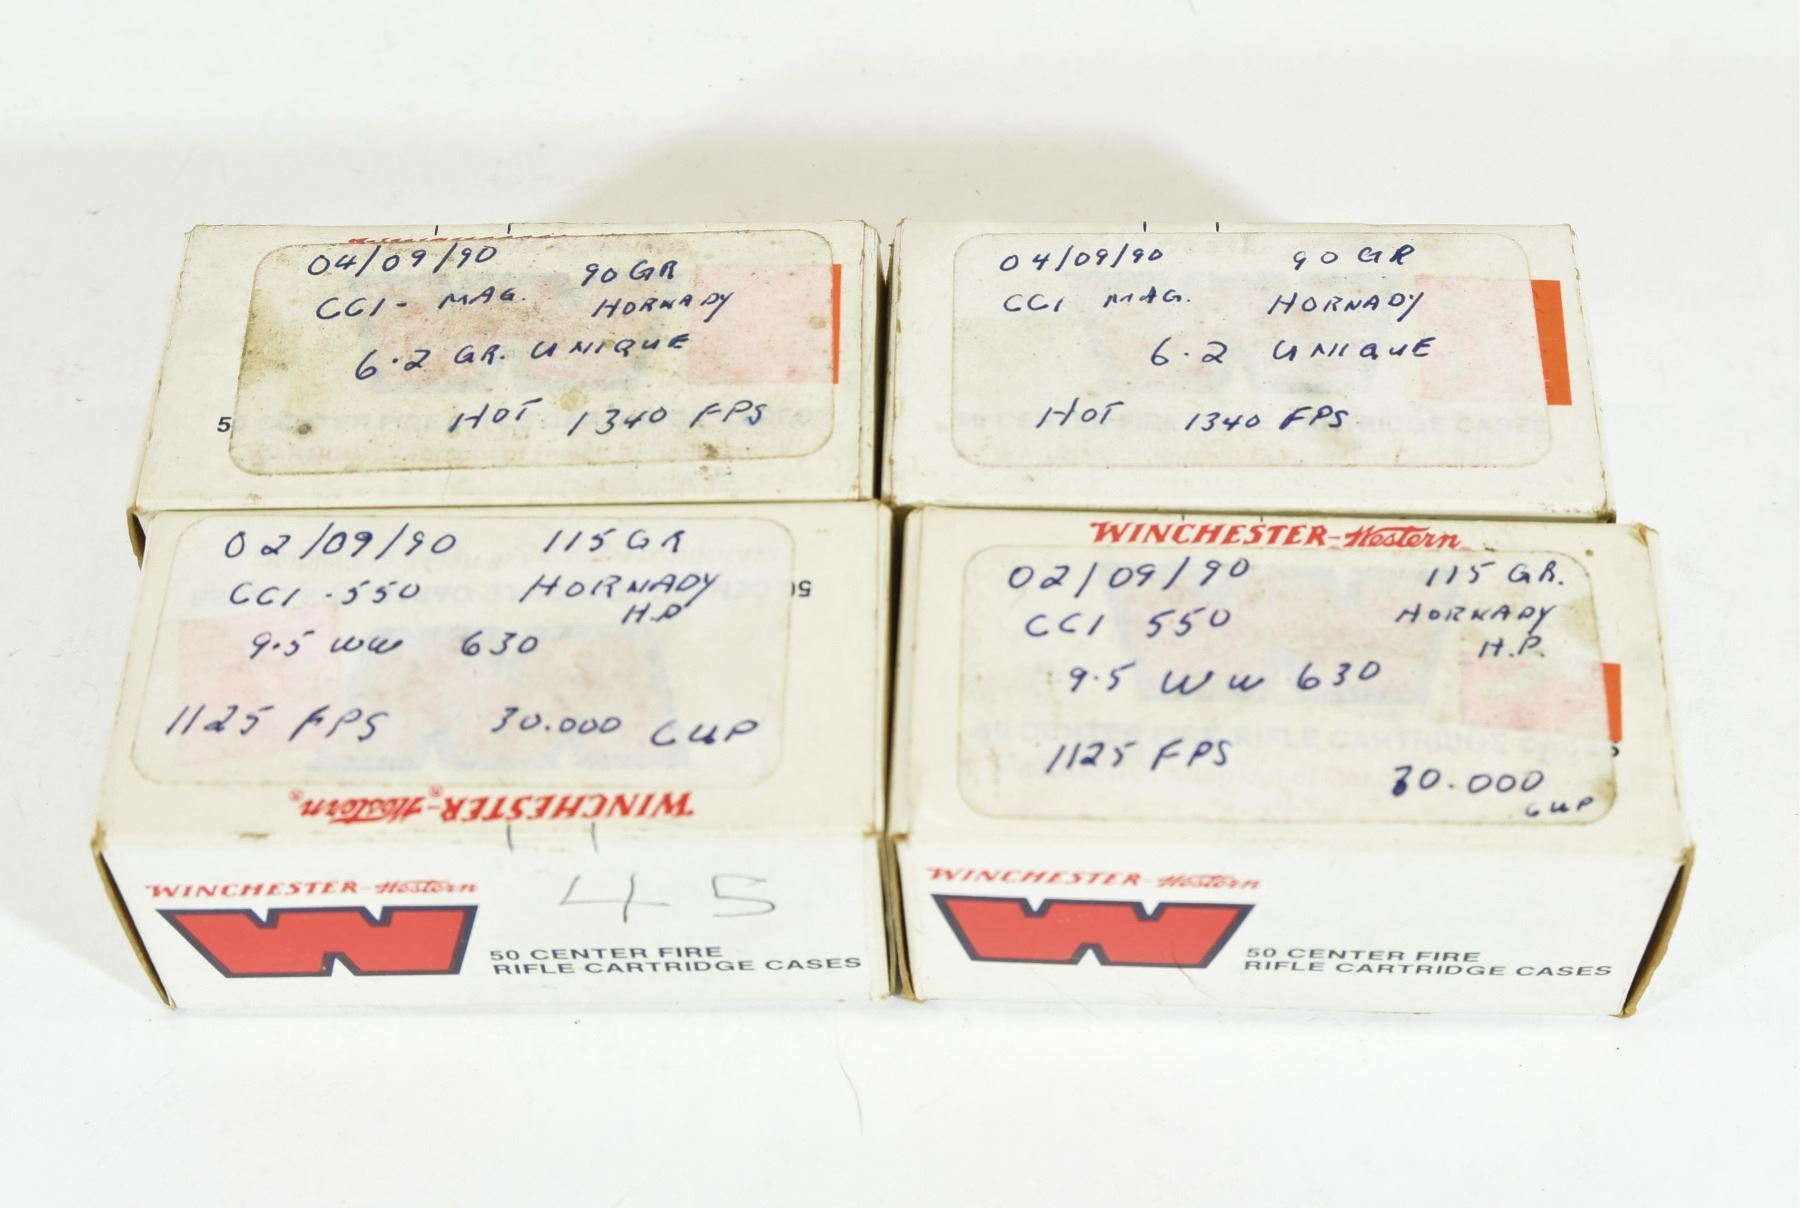 04/09/90 90 GR
CCI - MAG. HORNADY
6.2 GR. UNIQUE
HOT 1340 FPS
5
04/09/90 90 GR
CCI MAG. HORNADY
6.2 UNIQUE
HOT 1340 FPS
02/09/90 115 GR
CCI - 550 HORNADY
H.P
9.5 WW 630
1125 FPS 30.000 CUP
50
WINCHESTER-Western®
WINCHESTER-Western
45
50 CENTER FIRE
RIFLE CARTRIDGE CASES
WINCHESTER-Western
02/09/90 115 GR.
CCI 550 HORNADY
H.P.
9.5 WW 630
1125 FPS 30.000
CUP
WINCHESTER-Western
50 CENTER FIRE
RIFLE CARTRIDGE CASES